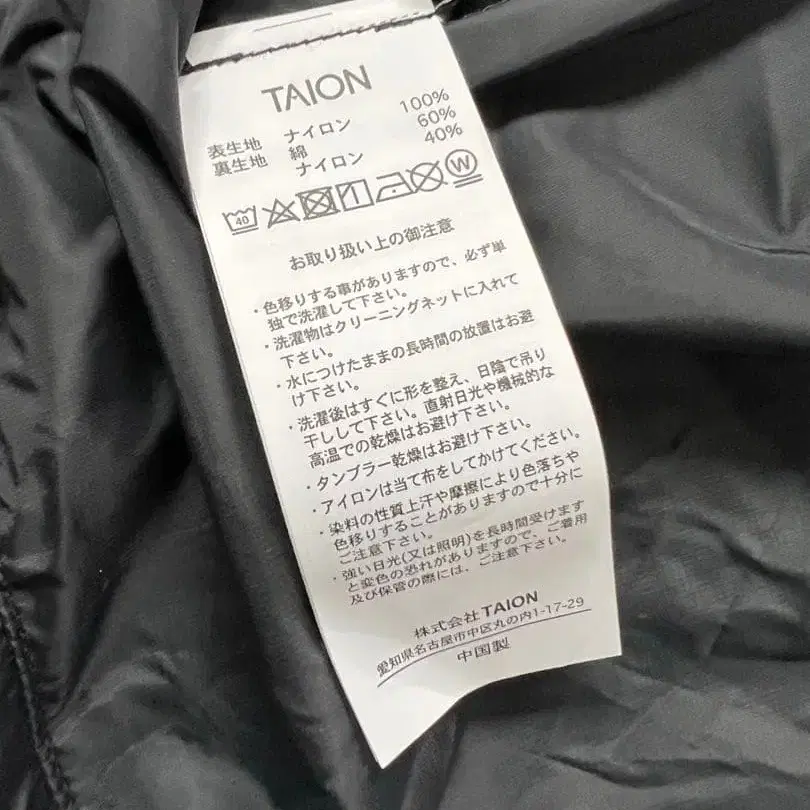 TAION
表生地 ナイロン 100%
裏生地 綿 60%
ナイロン 40%
40
W
お取り扱い上の御注意
・色移りする事がありますので、必ず単
独で洗濯して下さい。
・洗濯物はクリーニングネットに入れて
下さい。
・水につけたままの長時間の放置はお避
け下さい。
・洗濯後はすぐに形を整え、日陰で吊り
干しして下さい。直射日光や機械的な
高温での乾燥はお避け下さい。
・タンブラー乾燥はお避け下さい。
・アイロンは当て布をしてかけてください。
・染料の性質上汗や摩擦により色落ちや
色移りすることがありますので十分に
ご注意下さい。
・強い日光(又は照明)を長時間受けます
と変色の恐れがありますので、ご着用
及び保管の際には、ご注意下さい。
株式会社TAION
愛知県名古屋市中区丸の内1-17-29
中国製